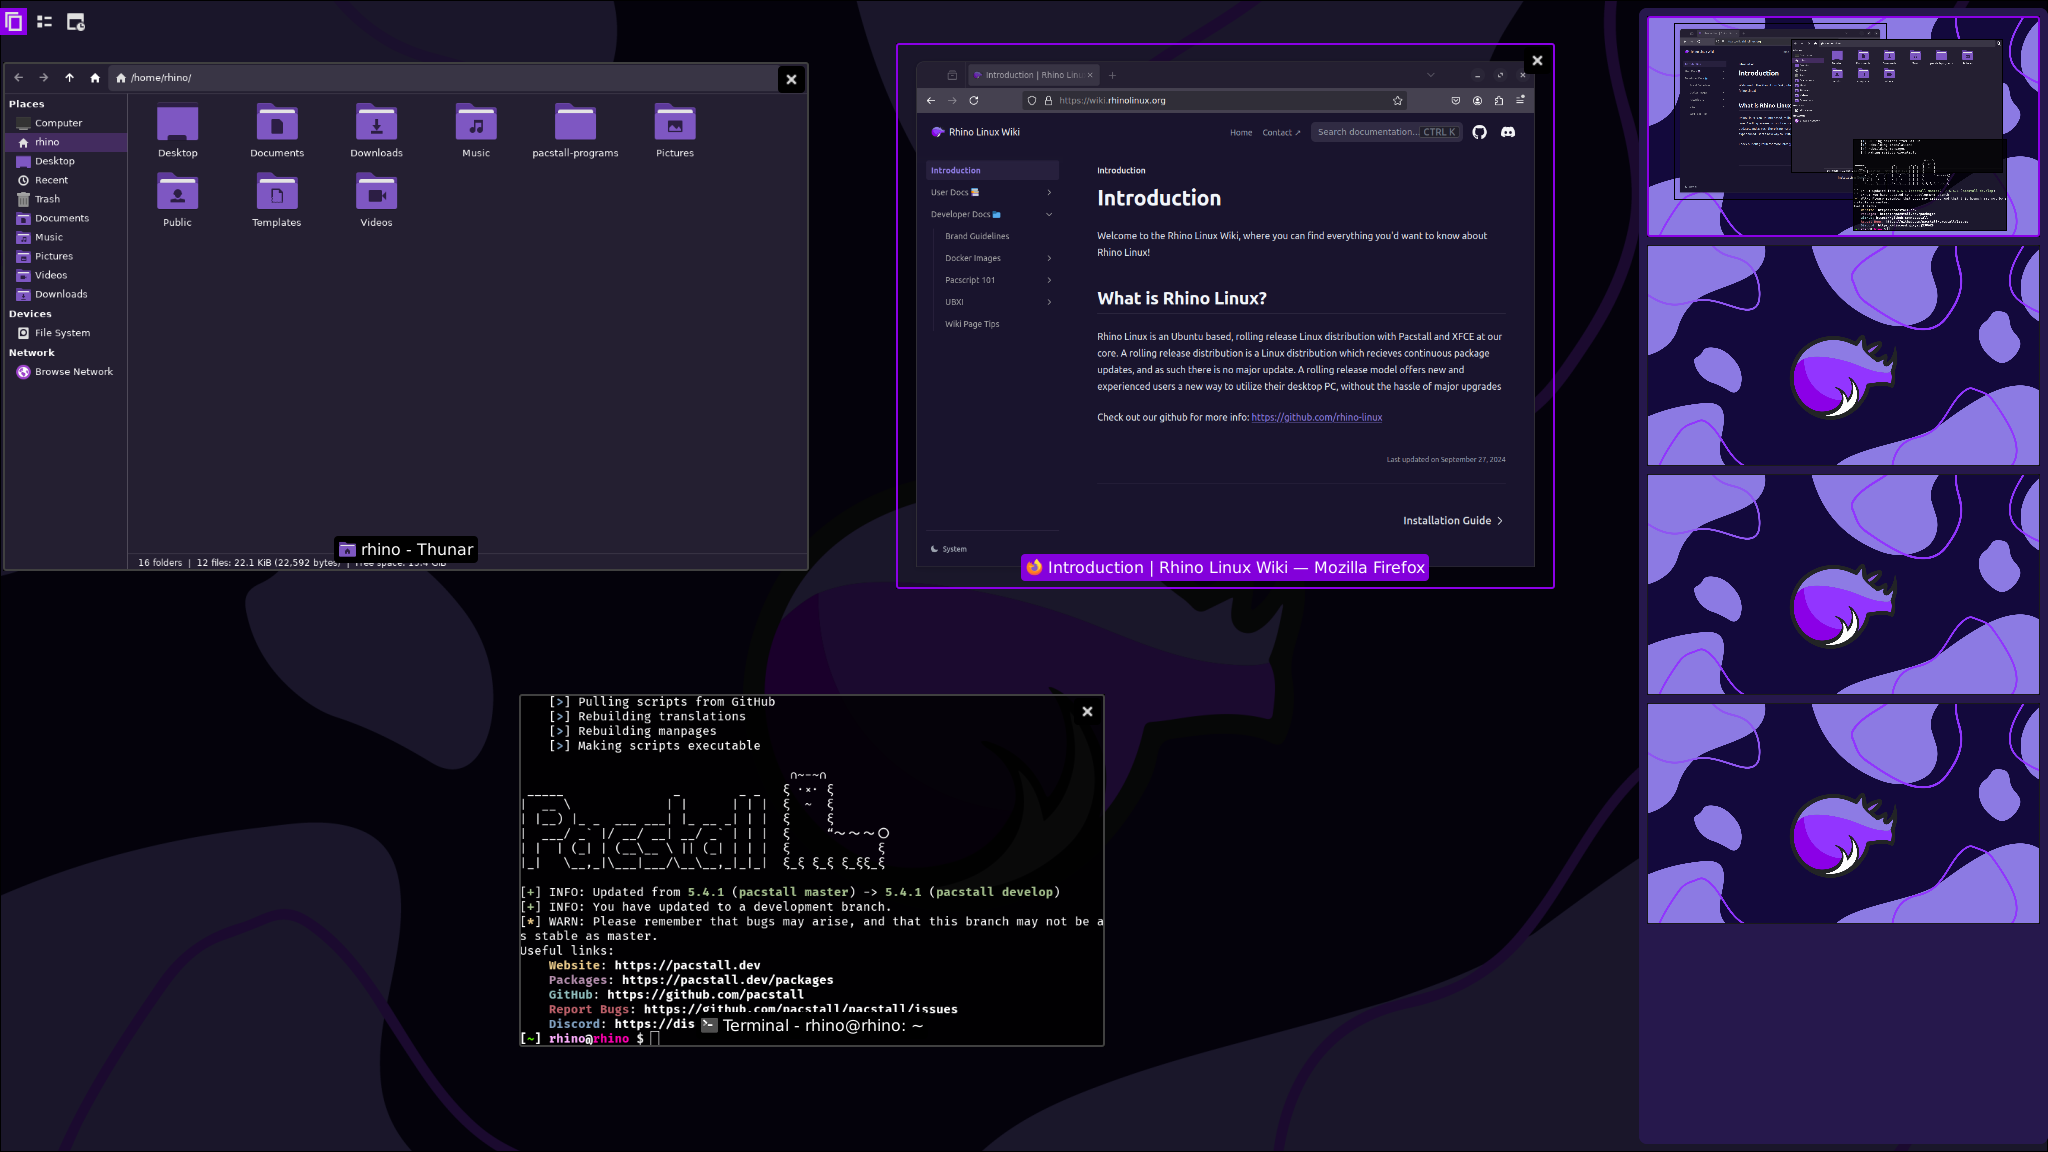 /home/rhino/
Places
Computer
rhino
Desktop
Recent
Trash
Documents
Music
Pictures
Videos
Downloads
Devices
File System
Network
Browse Network
Desktop
Documents
Downloads
Music
pacstall-programs
Pictures
Public
Templates
Videos
rhino - Thunar
16 folders | 12 files: 22.1 KiB (22,592 bytes)
Introduction | Rhino Linu
https://wiki.rhinolinux.org
Rhino Linux Wiki
Home
Contact ↗
Search documentation... CTRL K
Introduction
User Docs
Developer Docs
Brand Guidelines
Docker Images
Pacscript 101
UBXI
Wiki Page Tips
System
Introduction
Introduction
Welcome to the Rhino Linux Wiki, where you can find everything you'd want to know about
Rhino Linux!
What is Rhino Linux?
Rhino Linux is an Ubuntu based, rolling release Linux distribution with Pacstall and XFCE at our
core. A rolling release distribution is a Linux distribution which recieves continuous package
updates, and as such there is no major update. A rolling release model offers new and
experienced users a new way to utilize their desktop PC, without the hassle of major upgrades
Check out our github for more info: https://github.com/rhino-linux
Last updated on September 27, 2024
Installation Guide
Introduction | Rhino Linux Wiki — Mozilla Firefox
[>] Pulling scripts from GitHub
[>] Rebuilding translations
[>] Rebuilding manpages
[>] Making scripts executable
Pacstall
[+] INFO: Updated from 5.4.1 (pacstall master) -> 5.4.1 (pacstall develop)
[+] INFO: You have updated to a development branch.
[*] WARN: Please remember that bugs may arise, and that this branch may not be a
s stable as master.
Useful links:
Website: https://pacstall.dev
Packages: https://pacstall.dev/packages
GitHub: https://github.com/pacstall
Report Bugs: https://github.com/pacstall/pacstall/issues
Discord: https://dis
Terminal - rhino@rhino: ~
[~] rhino@rhino $